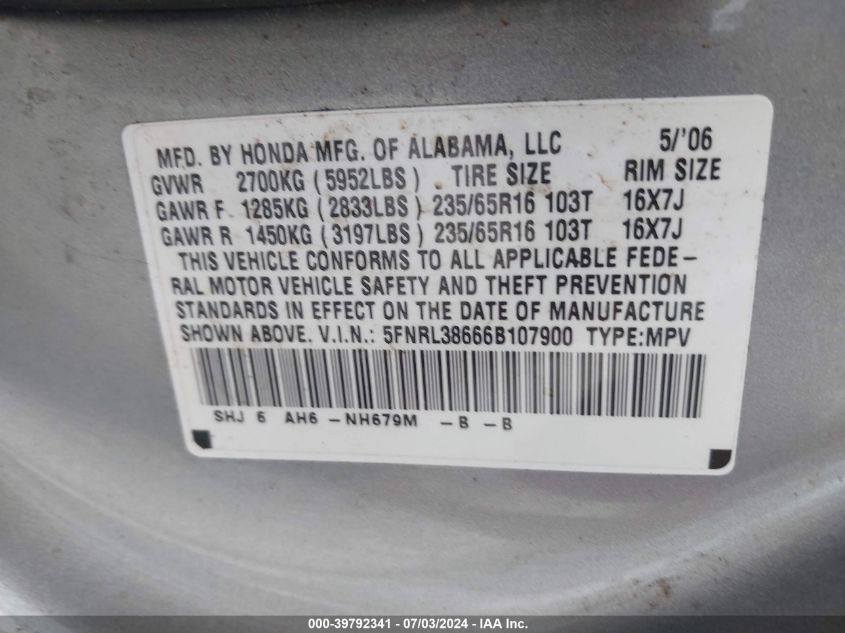 MFD. BY HONDA MFG. OF ALABAMA, LLC 5/'06
GVWR 2700KG (5952LBS) TIRE SIZE RIM SIZE
GAWR F 1285KG (2833LBS) 235/65R16 103T 16X7J
GAWR R 1450KG (3197LBS) 235/65R16 103T 16X7J
THIS VEHICLE CONFORMS TO ALL APPLICABLE FEDE-
RAL MOTOR VEHICLE SAFETY AND THEFT PREVENTION
STANDARDS IN EFFECT ON THE DATE OF MANUFACTURE
SHOWN ABOVE. V.I.N.: 5FNRL38666B107900 TYPE:MPV
SHJ 6 AH6 -NH679M -B -B
000-39792341 - 07/03/2024 - IAA Inc.